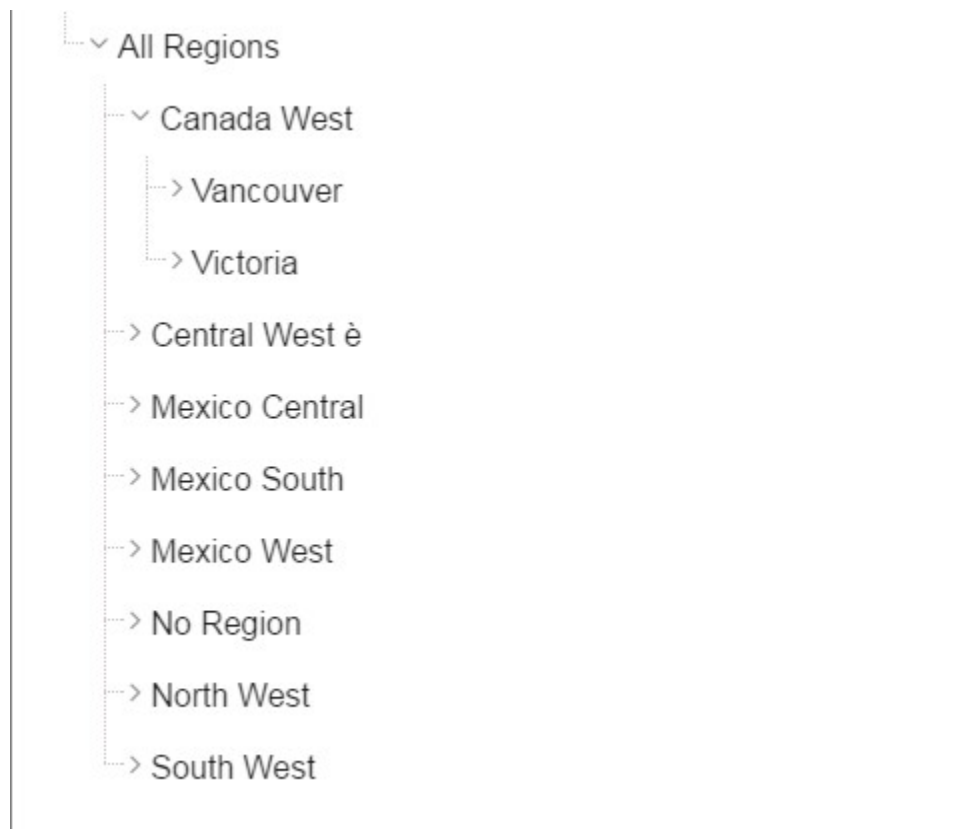 All Regions
Canada West
Vancouver
Victoria
Central West è
Mexico Central
Mexico South
Mexico West
No Region
North West
South West